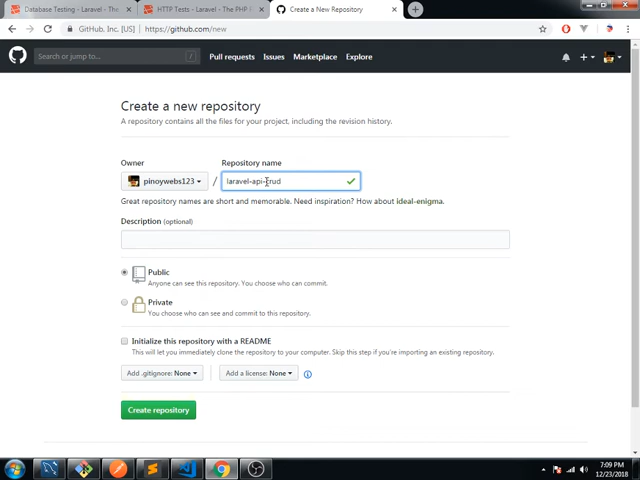 Database Testing - Laravel - The
HTTP Tests - Laravel - The PHP
Create a New Repository
GitHub, Inc. [US] https://github.com/new
Search or jump to... /
Pull requests Issues Marketplace Explore
Create a new repository
A repository contains all the files for your project, including the revision history.
Owner Repository name
pinoywebs123 / laravel-api-crud
Great repository names are short and memorable. Need inspiration? How about ideal-enigma.
Description (optional)
Public
Anyone can see this repository. You choose who can commit.
Private
You choose who can see and commit to this repository.
Initialize this repository with a README
This will let you immediately clone the repository to your computer. Skip this step if you're importing an existing repository.
Add .gitignore: None Add a license: None
Create repository
7:09 PM
12/23/2018